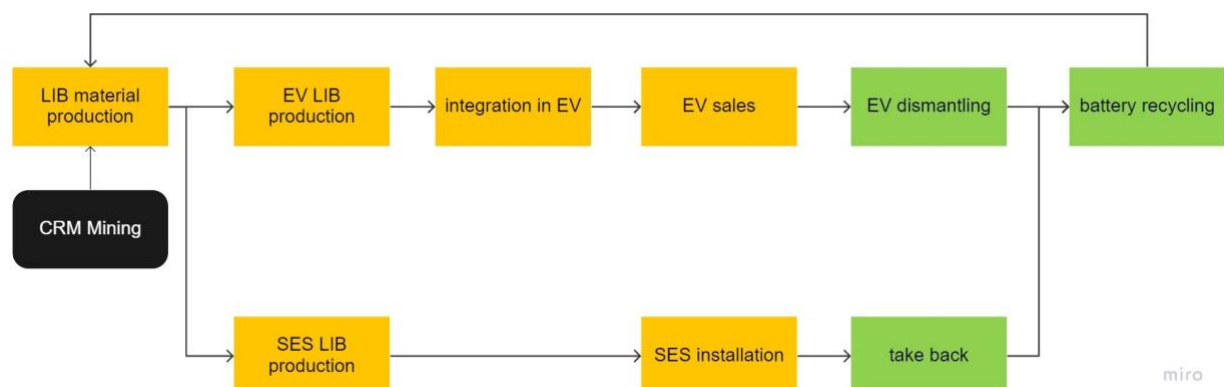 LIB material
production
EV LIB
production
integration in EV
EV sales
EV dismantling
battery recycling
CRM Mining
SES LIB
production
SES installation
take back
miro